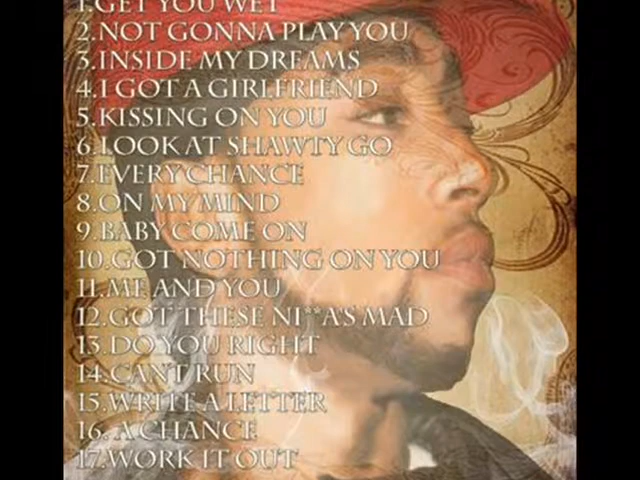 1.GET YOU WET
2.NOT GONNA PLAY YOU
3.INSIDE MY DREAMS
4.I GOT A GIRLFRIEND
5.KISSING ON YOU
6.LOOK AT SHAWTY GO
7.EVERY CHANCE
8.ON MY MIND
9.BABY COME ON
10.GOT NOTHING ON YOU
11.ME AND YOU
12.GOT THESE NI**A'S MAD
13.DO YOU RIGHT
14.CANT RUN
15.WRITE A LETTER
16. A CHANCE
17.WORK IT OUT